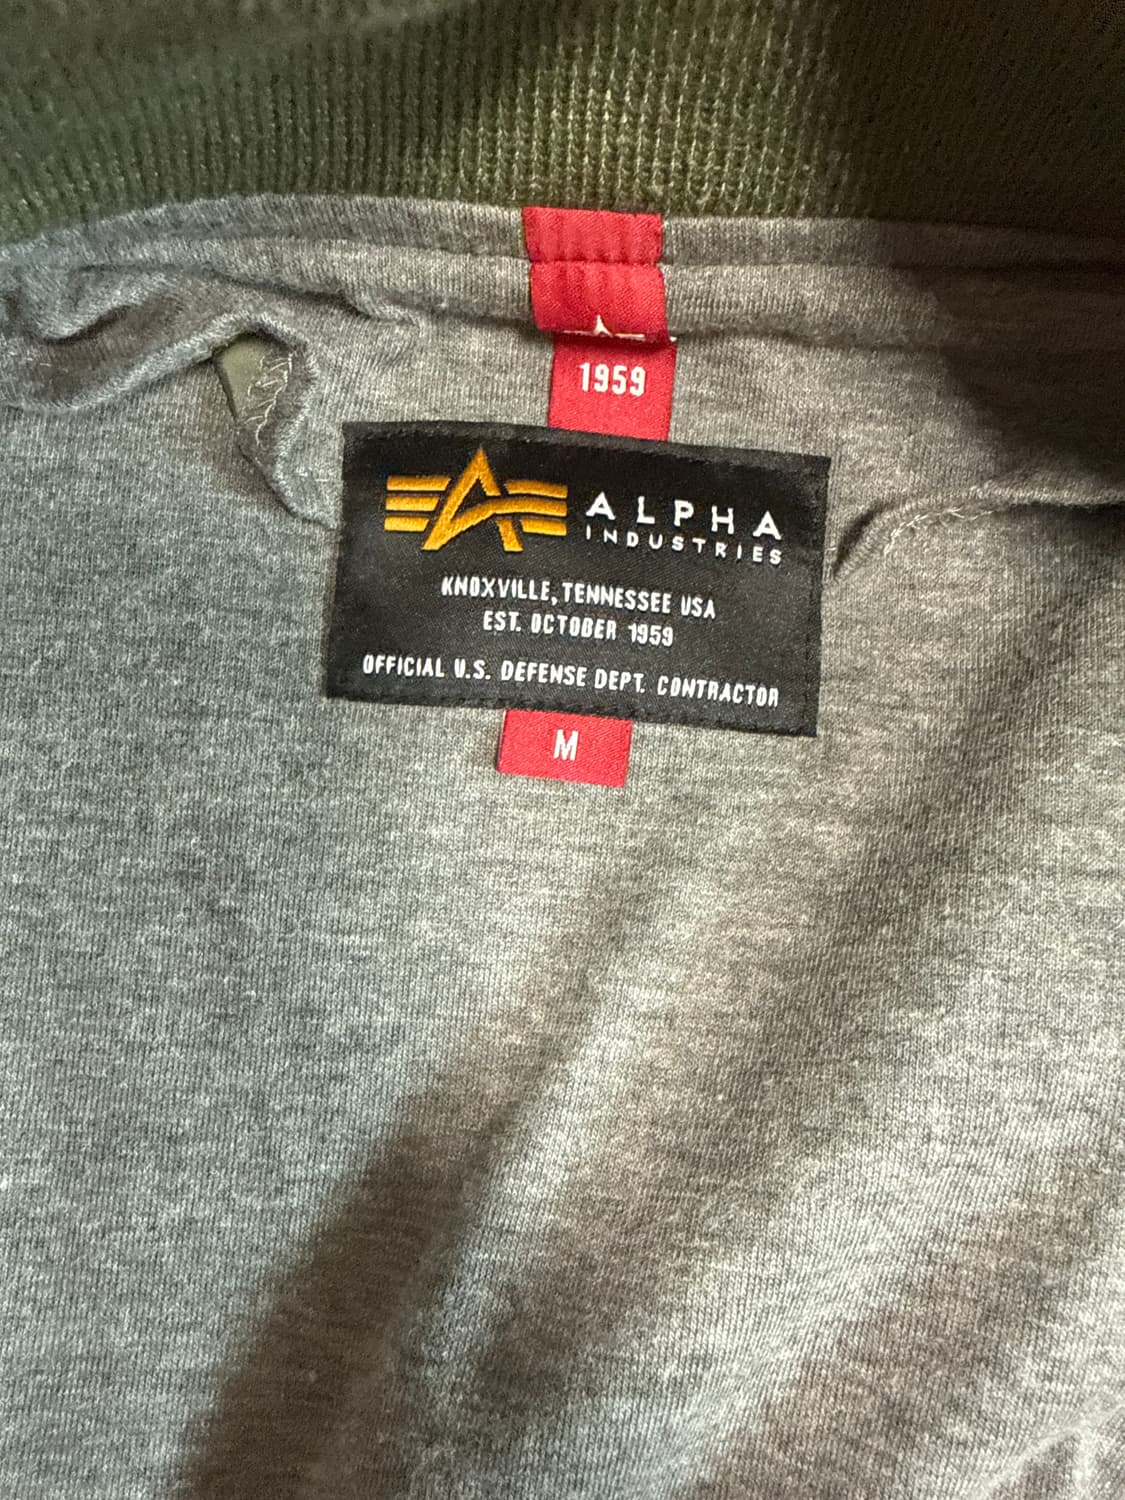 1959
ALPHA
INDUSTRIES
KNOXVILLE, TENNESSEE USA
EST. OCTOBER 1959
OFFICIAL U.S. DEFENSE DEPT. CONTRACTOR
M